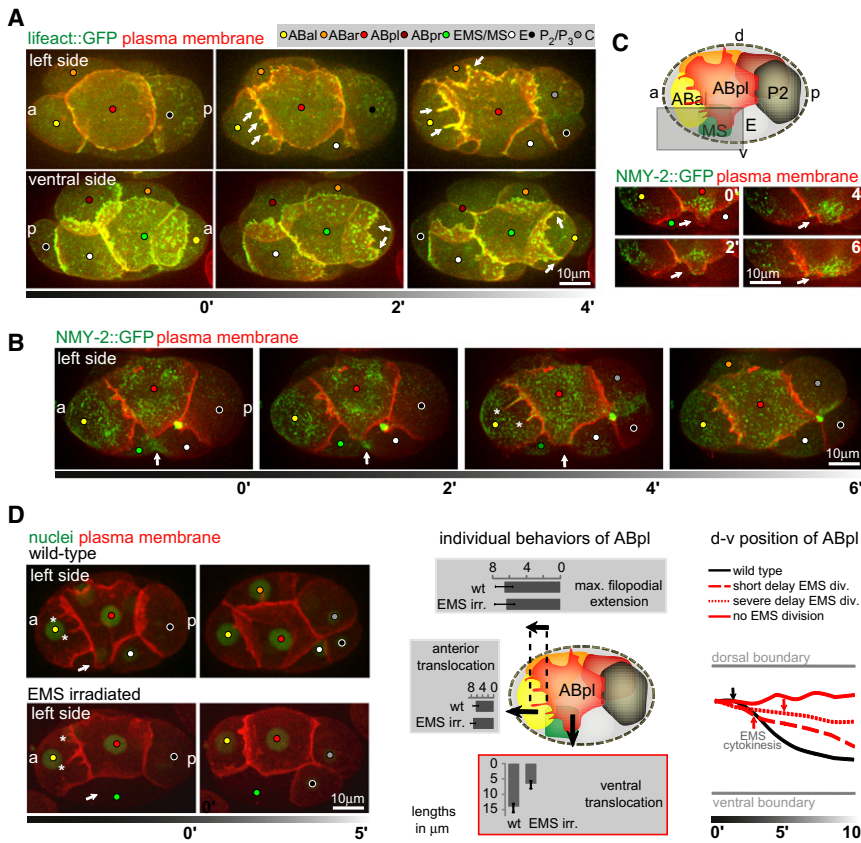 A
lifeact::GFP plasma membrane
ABal ABar ABpl ABpr EMS/MS E P2/P3 C
left side
a
p
ventral side
p
a
10μm
0' 2' 4'
B
NMY-2::GFP plasma membrane
left side
a
p
10μm
0' 2' 4' 6'
C
d
a
ABal
ABpl
P2
p
MS
E
v
NMY-2::GFP plasma membrane
0'
4'
2'
10μm
6'
D
nuclei plasma membrane
wild-type
left side
a
p
EMS irradiated
left side
a
p
0'
10μm
0' 5'
individual behaviors of ABpl
8 4 0
wt
EMS irr.
max. filopodial
extension
anterior
translocation
8 4 0
wt
EMS irr.
ABpl
0
5
10
15
wt EMS irr.
ventral
translocation
lengths
in μm
d-v position of ABpl
wild type
short delay EMS div.
severe delay EMS div.
no EMS division
dorsal boundary
EMS
cytokinesis
ventral boundary
0' 5' 10'